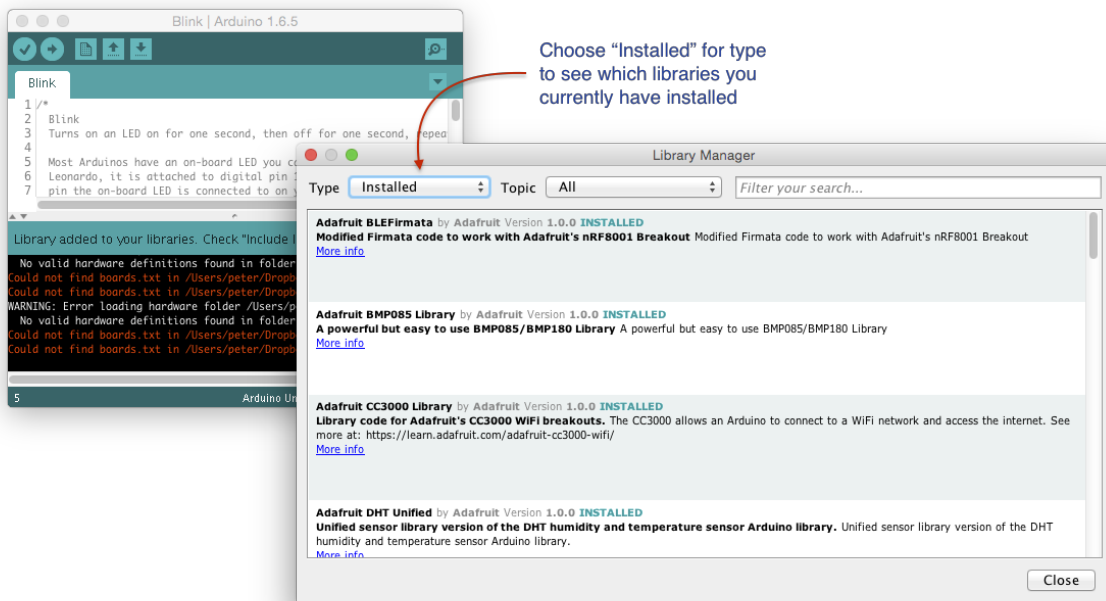 Blink | Arduino 1.6.5
Choose “Installed” for type
to see which libraries you
currently have installed
Blink
1 /*
2 Blink
3 Turns on an LED on for one second, then off for one second,
4
5 Most Arduinos have an on-board LED you
6 Leonardo, it is attached to digital pin
7 pin the on-board LED is connected to on
Library added to your libraries. Check "Include
No valid hardware definitions found in folder
Could not find boards.txt in /Users/peter/Dropb
Could not find boards.txt in /Users/peter/Dropb
WARNING: Error loading hardware folder /Users/p
No valid hardware definitions found in folder
Could not find boards.txt in /Users/peter/Dropb
Could not find boards.txt in /Users/peter/Dropb
5 Arduino Un
Library Manager
Type Installed Topic All Filter your search...
Adafruit BLEFirmata by Adafruit Version 1.0.0 INSTALLED
Modified Firmata code to work with Adafruit's nRF8001 Breakout Modified Firmata code to work with Adafruit's nRF8001 Breakout
More info
Adafruit BMP085 Library by Adafruit Version 1.0.0 INSTALLED
A powerful but easy to use BMP085/BMP180 Library A powerful but easy to use BMP085/BMP180 Library
More info
Adafruit CC3000 Library by Adafruit Version 1.0.0 INSTALLED
Library code for Adafruit's CC3000 WiFi breakouts. The CC3000 allows an Arduino to connect to a WiFi network and access the internet. See
more at: https://learn.adafruit.com/adafruit-cc3000-wifi/
More info
Adafruit DHT Unified by Adafruit Version 1.0.0 INSTALLED
Unified sensor library version of the DHT humidity and temperature sensor Arduino library. Unified sensor library version of the DHT
humidity and temperature sensor Arduino library.
More info
Close